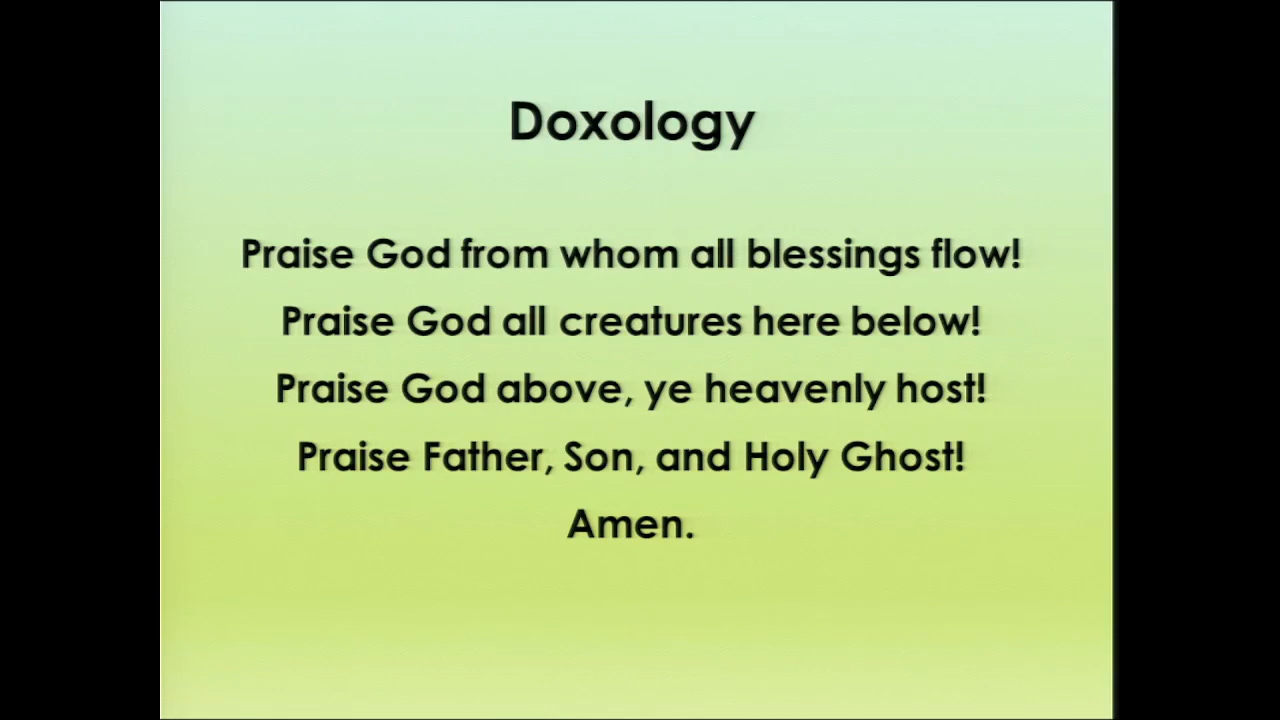 Doxology
Praise God from whom all blessings flow!
Praise God all creatures here below!
Praise God above, ye heavenly host!
Praise Father, Son, and Holy Ghost!
Amen.